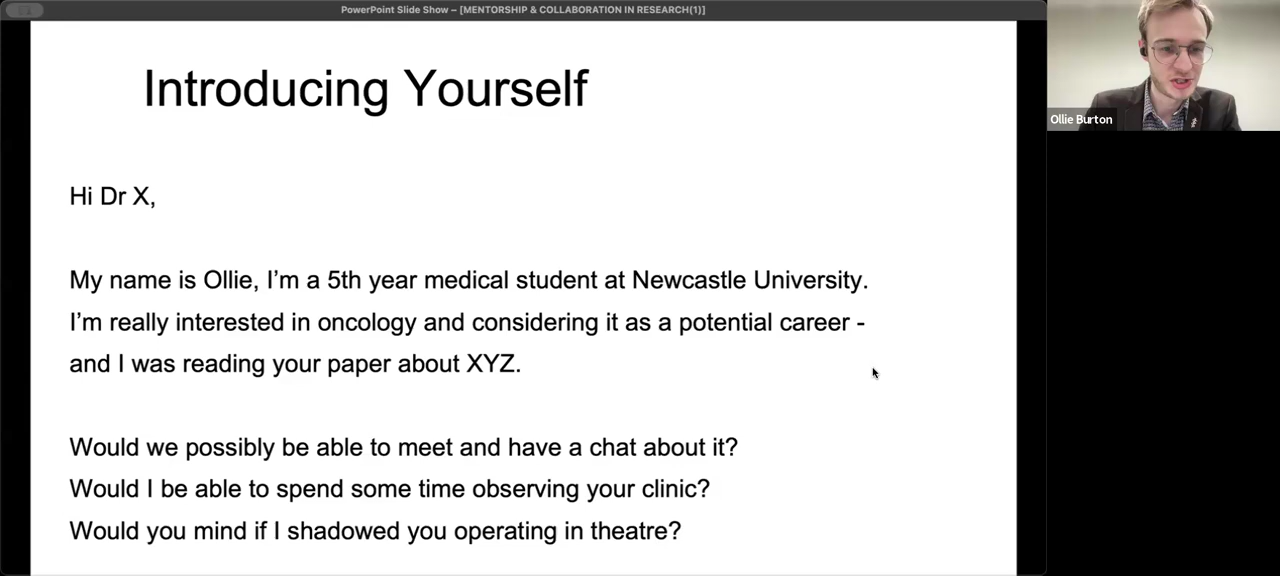 PowerPoint Slide Show – [MENTORSHIP & COLLABORATION IN RESEARCH(1)]
Introducing Yourself
Ollie Burton
Hi Dr X,
My name is Ollie, I’m a 5th year medical student at Newcastle University.
I’m really interested in oncology and considering it as a potential career -
and I was reading your paper about XYZ.
Would we possibly be able to meet and have a chat about it?
Would I be able to spend some time observing your clinic?
Would you mind if I shadowed you operating in theatre?